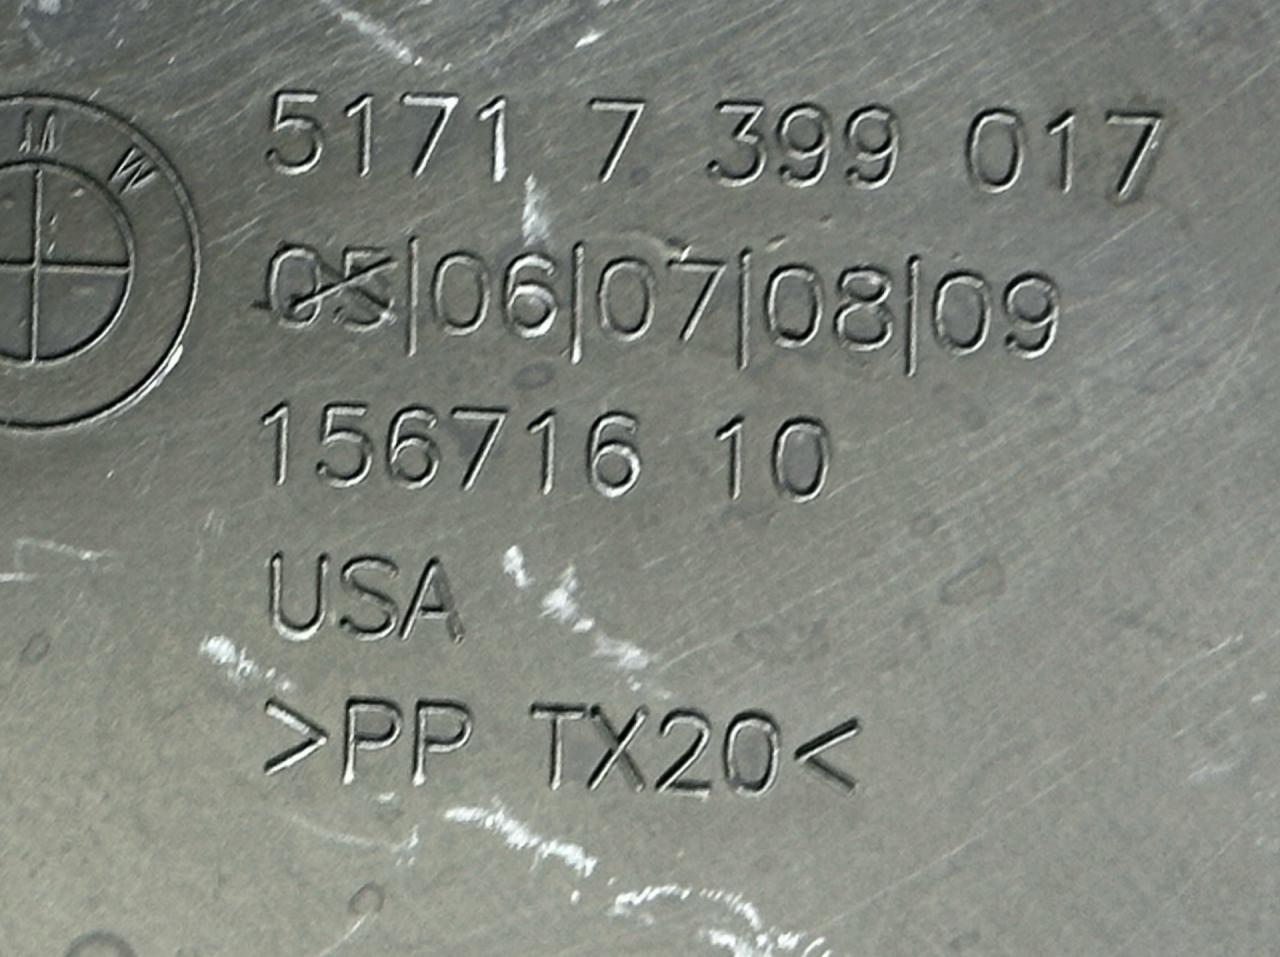 M W
5171 7 399 017
05|06|07|08|09
156716 10
USA
>PP TX20<